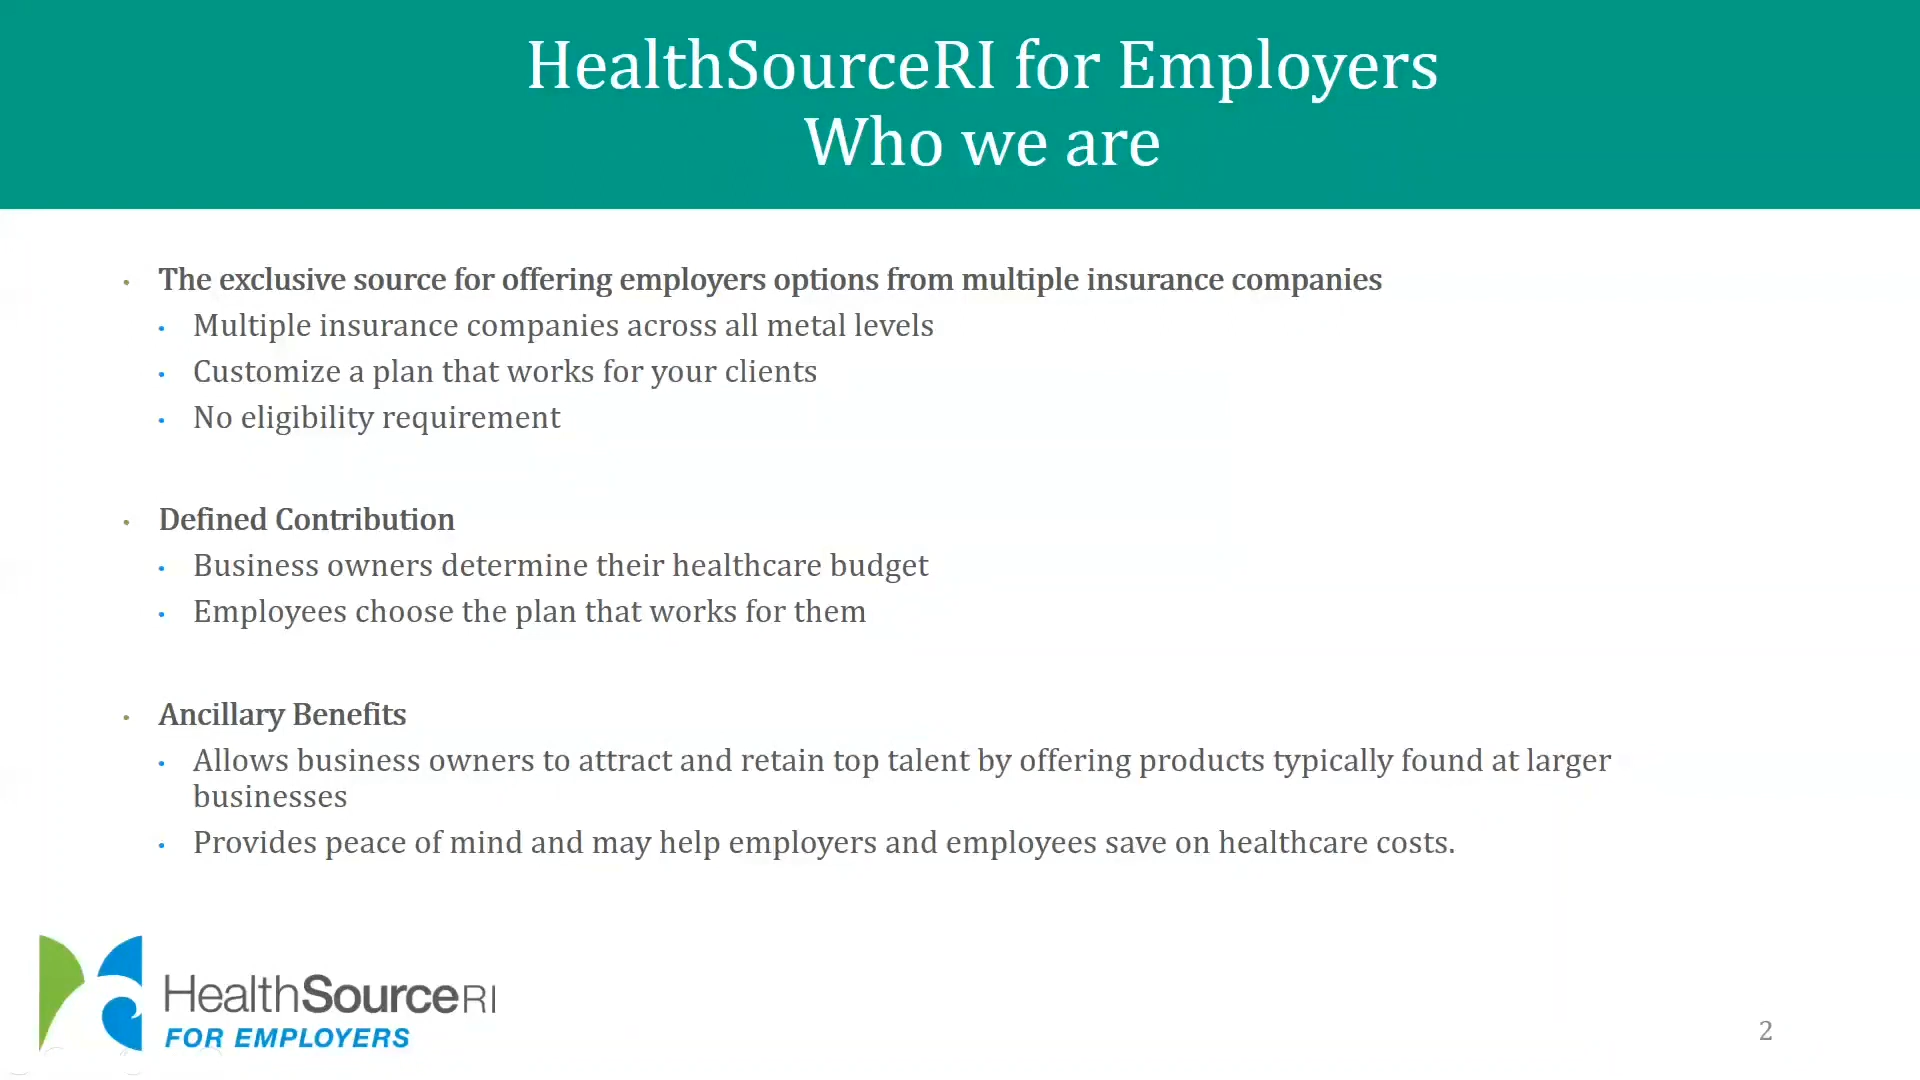 HealthSourceRI for Employers
Who we are
• The exclusive source for offering employers options from multiple insurance companies
• Multiple insurance companies across all metal levels
• Customize a plan that works for your clients
• No eligibility requirement
• Defined Contribution
• Business owners determine their healthcare budget
• Employees choose the plan that works for them
• Ancillary Benefits
• Allows business owners to attract and retain top talent by offering products typically found at larger
businesses
• Provides peace of mind and may help employers and employees save on healthcare costs.
HealthSourceRI
FOR EMPLOYERS
2